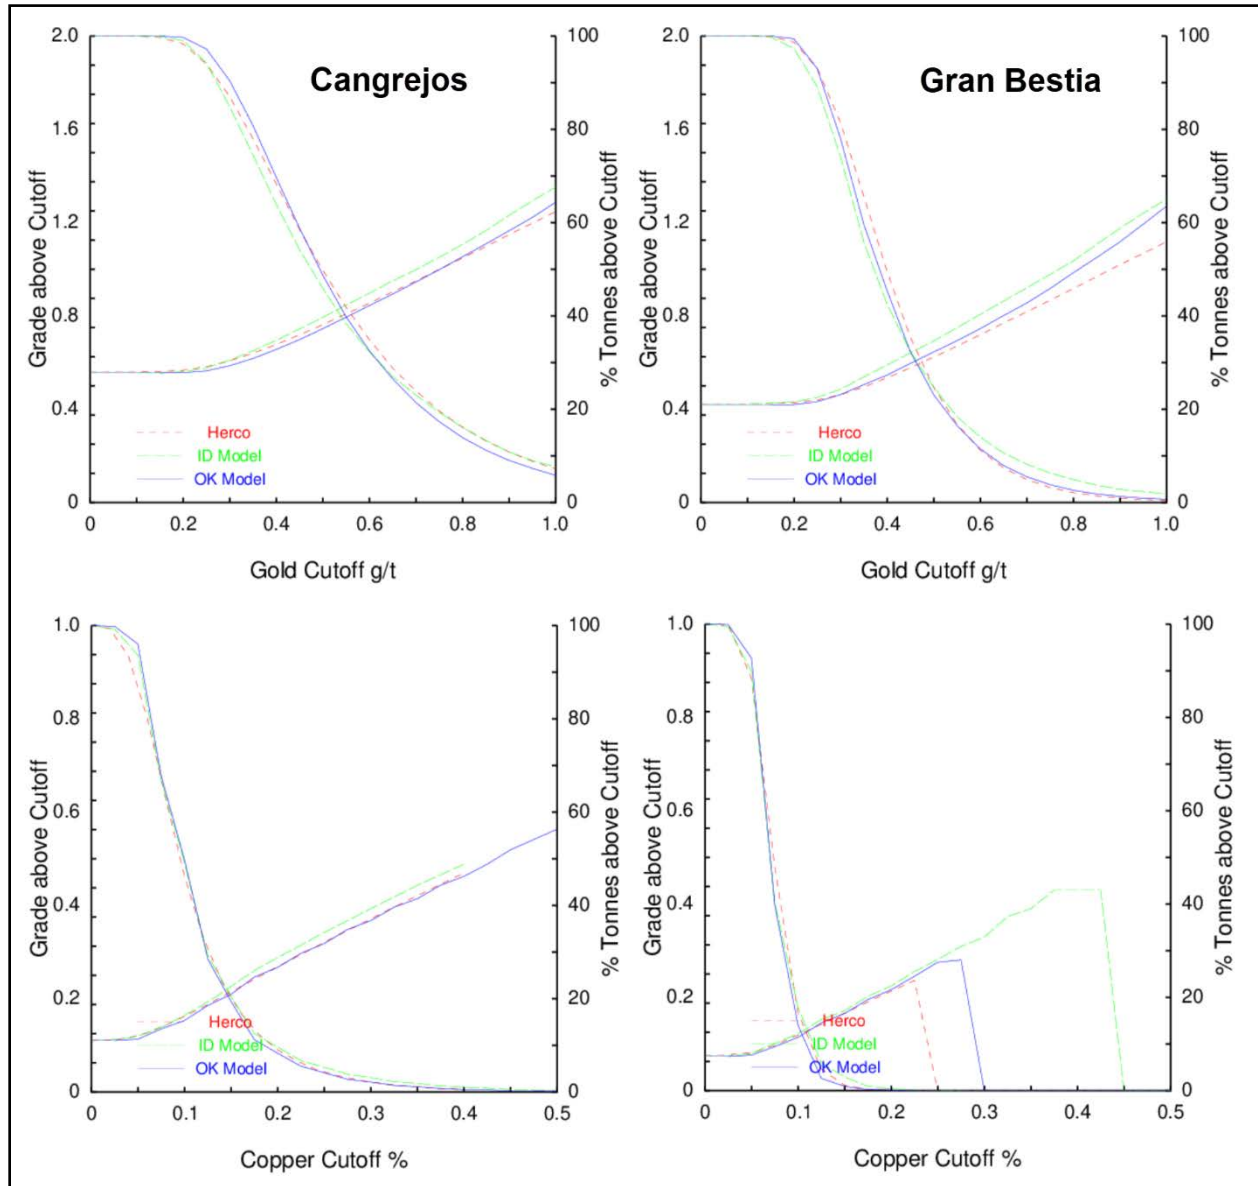 Cangrejos
2.0
1.6
1.2
0.8
0.4
0
100
80
60
40
20
0
Grade above Cutoff
% Tonnes above Cutoff
Herco
ID Model
OK Model
0 0.2 0.4 0.6 0.8 1.0
Gold Cutoff g/t
Gran Bestia
2.0
1.6
1.2
0.8
0.4
0
100
80
60
40
20
0
Grade above Cutoff
% Tonnes above Cutoff
Herco
ID Model
OK Model
0 0.2 0.4 0.6 0.8 1.0
Gold Cutoff g/t
1.0
0.8
0.6
0.4
0.2
0
100
80
60
40
20
0
Grade above Cutoff
% Tonnes above Cutoff
Herco
ID Model
OK Model
0 0.1 0.2 0.3 0.4 0.5
Copper Cutoff %
1.0
0.8
0.6
0.4
0.2
0
100
80
60
40
20
0
Grade above Cutoff
% Tonnes above Cutoff
Herco
ID Model
OK Model
0 0.1 0.2 0.3 0.4 0.5
Copper Cutoff %